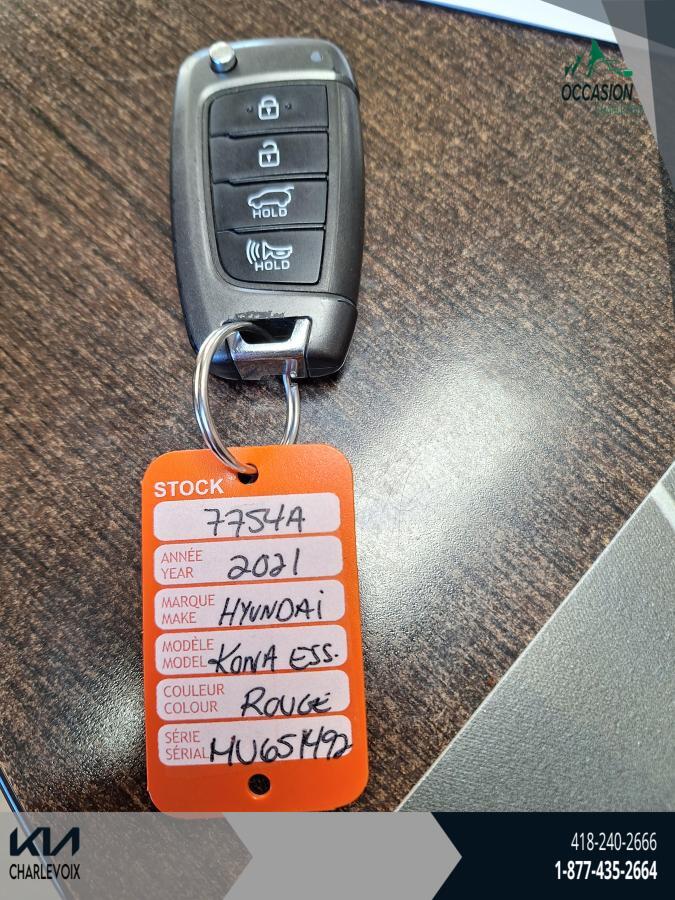 OCCASION
HOLD
HOLD
STOCK
7754A
ANNÉE
YEAR
2021
MARQUE
MAKE
HYUNDAi
MODÈLE
MODEL
KONA ESS.
COULEUR
COLOUR
ROUGE
SÉRIE
SÉRIAL
KIA
CHARLEVOIX
418-240-2666
1-877-435-2664